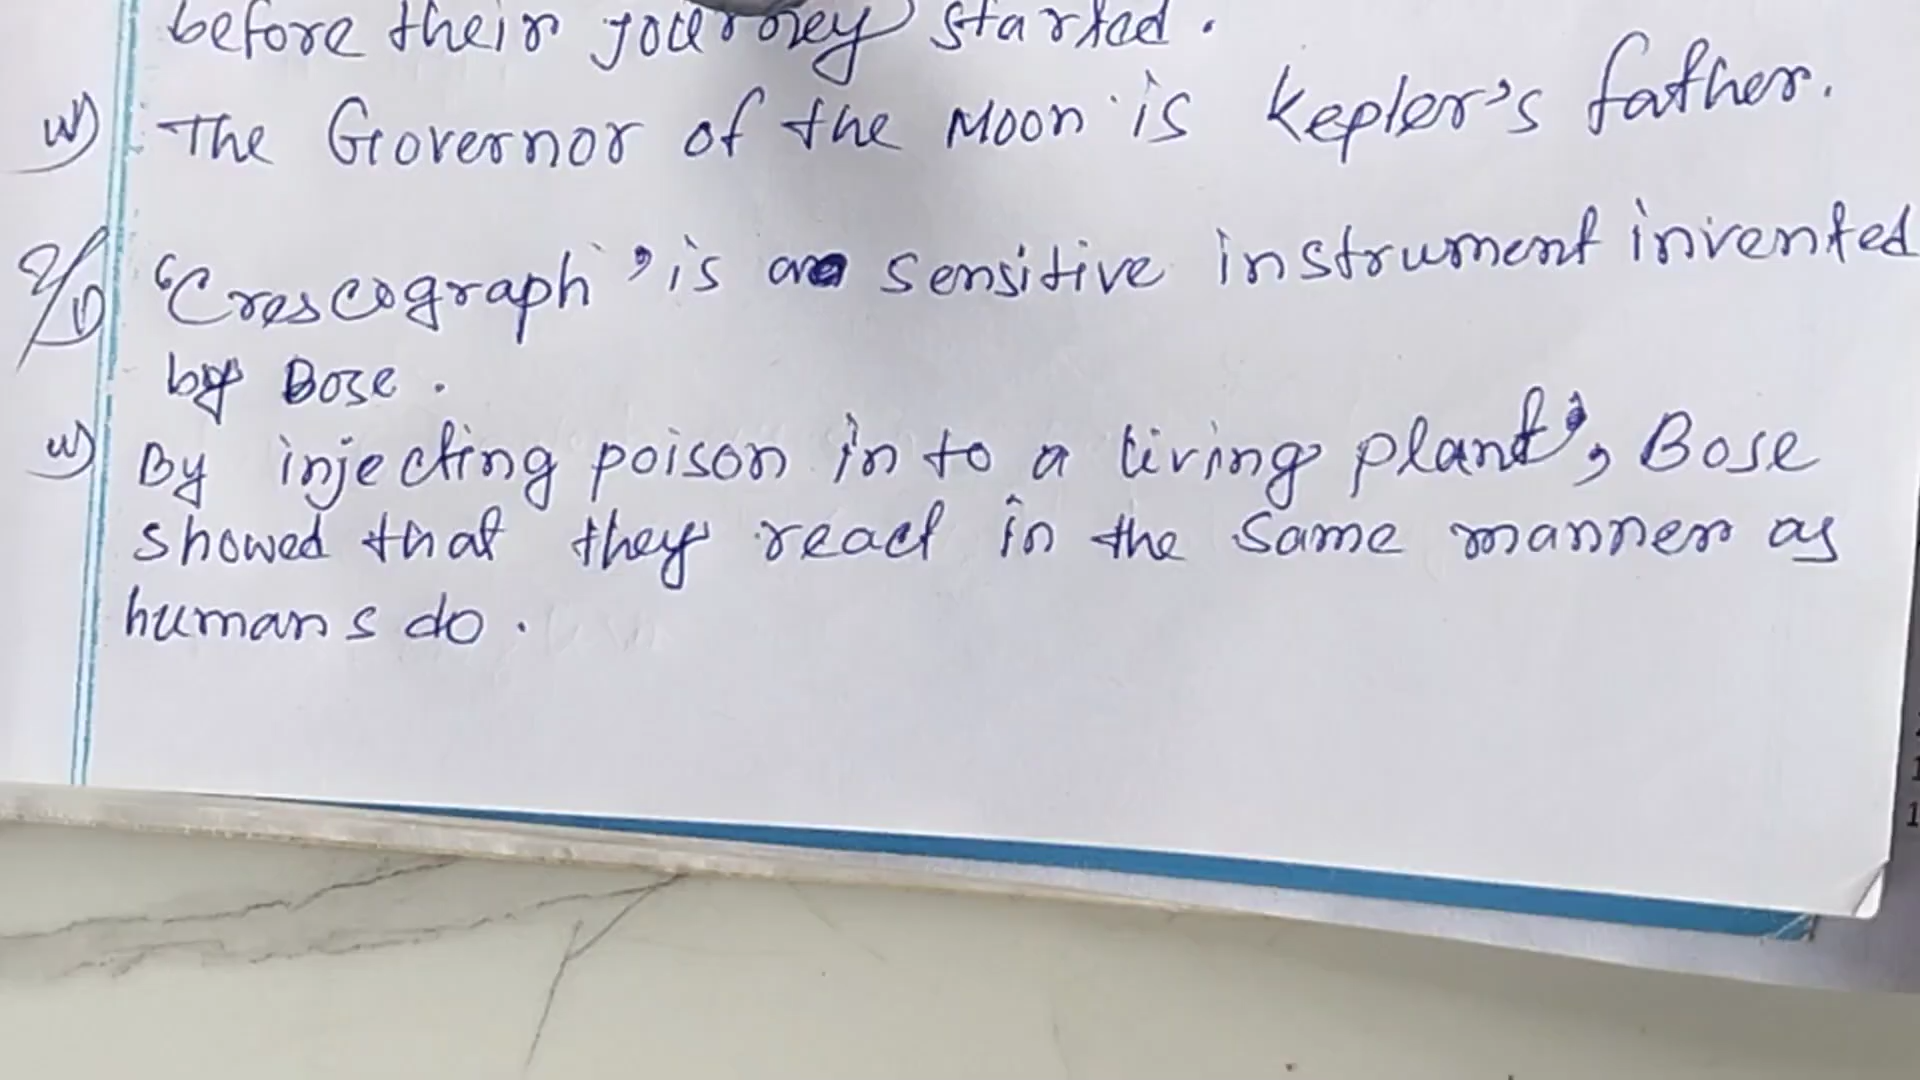 before their journey started.
ii) The Governor of the Moon is Kepler's father.
2/i) 'Crescograph' is a sensitive instrument invented
by Bose.
ii) By injecting poison in to a living plant, Bose
showed that they react in the same manner as
humans do.